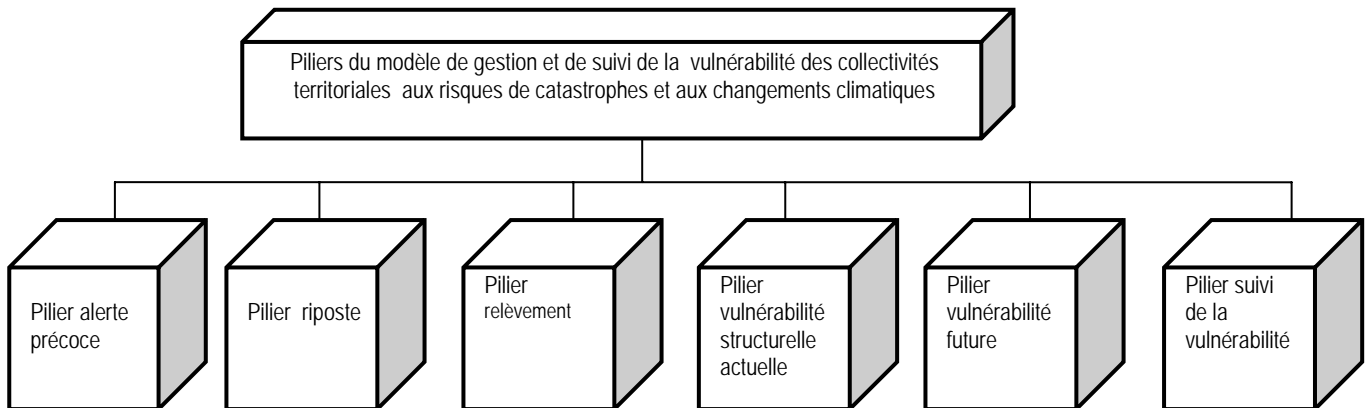 Piliers du modèle de gestion et de suivi de la vulnérabilité des collectivités
territoriales aux risques de catastrophes et aux changements climatiques
Pilier alerte
précoce
Pilier riposte
Pilier
relèvement
Pilier
vulnérabilité
structurelle
actuelle
Pilier
vulnérabilité
future
Pilier suivi
de la
vulnérabilité